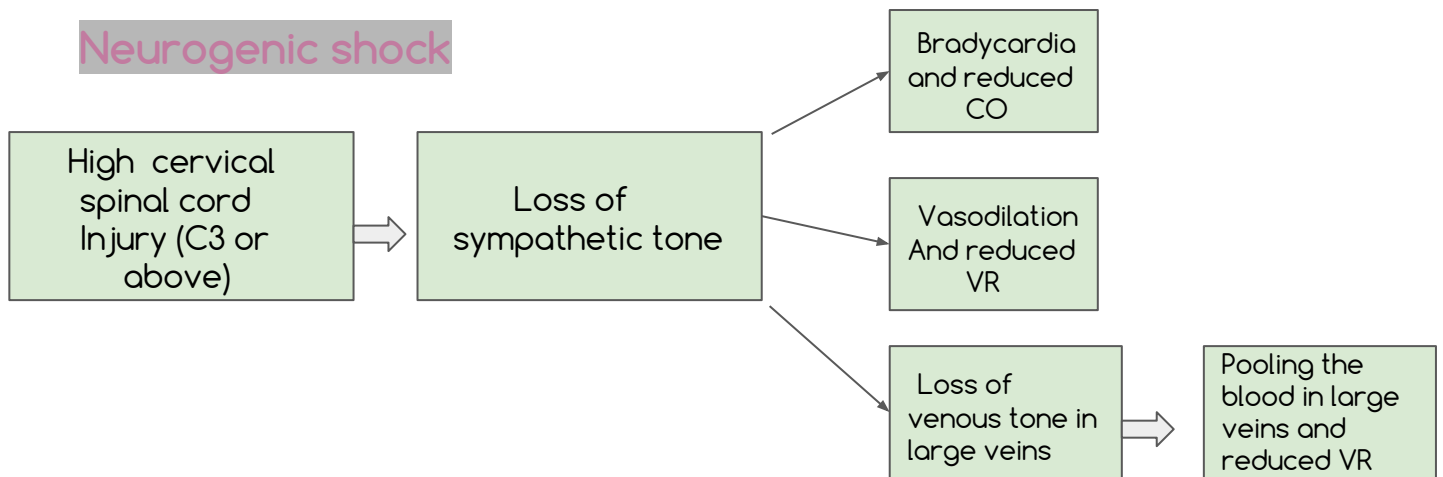 Neurogenic shock
High cervical
spinal cord
Injury (C3 or
above)
Loss of
sympathetic tone
Bradycardia
and reduced
CO
Vasodilation
And reduced
VR
Loss of
venous tone in
large veins
Pooling the
blood in large
veins and
reduced VR